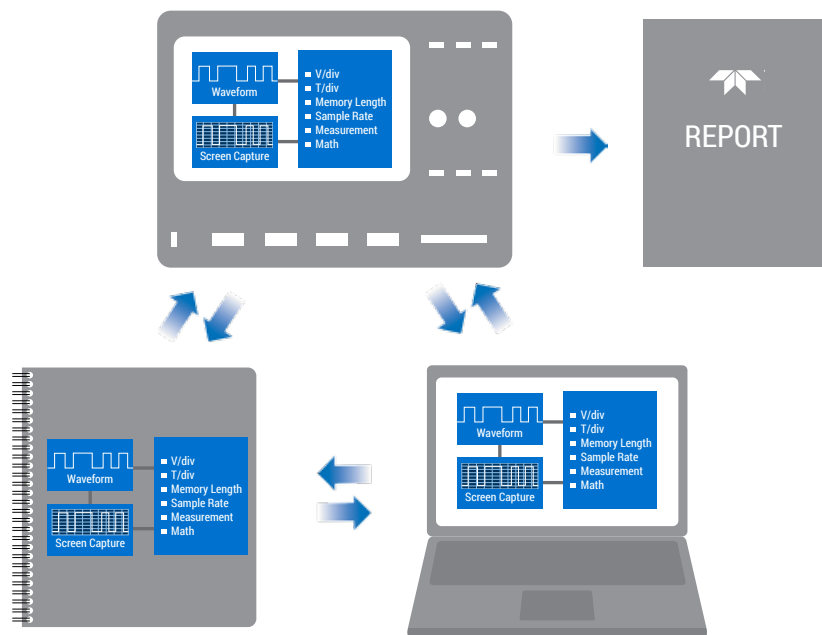 Waveform
Screen Capture
V/div
T/div
Memory Length
Sample Rate
Measurement
Math
REPORT
Waveform
Screen Capture
V/div
T/div
Memory Length
Sample Rate
Measurement
Math
Waveform
Screen Capture
V/div
T/div
Memory Length
Sample Rate
Measurement
Math